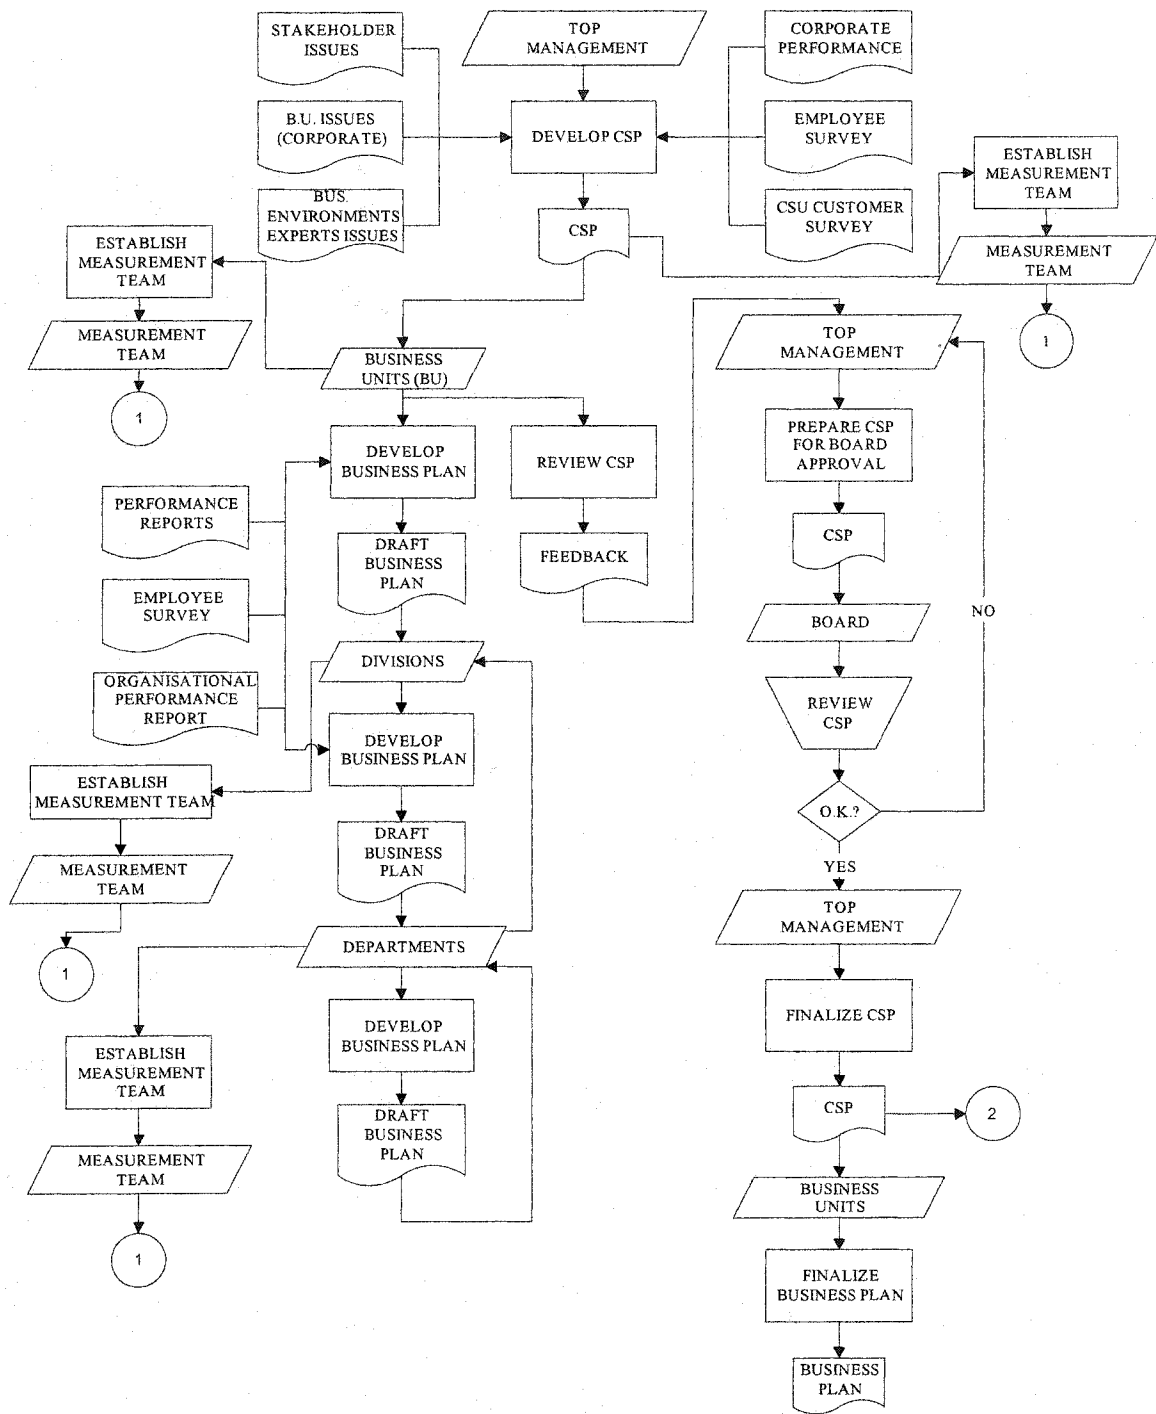 STAKEHOLDER
ISSUES
TOP
MANAGEMENT
CORPORATE
PERFORMANCE
B.U. ISSUES
(CORPORATE)
DEVELOP CSP
EMPLOYEE
SURVEY
ESTABLISH
MEASUREMENT
TEAM
BUS.
ENVIRONMENTS
EXPERTS ISSUES
CSP
CSU CUSTOMER
SURVEY
ESTABLISH
MEASUREMENT
TEAM
MEASUREMENT
TEAM
MEASUREMENT
TEAM
BUSINESS
UNITS (BU)
TOP
MANAGEMENT
1
1
DEVELOP
BUSINESS PLAN
REVIEW CSP
PREPARE CSP
FOR BOARD
APPROVAL
PERFORMANCE
REPORTS
DRAFT
BUSINESS
PLAN
FEEDBACK
CSP
EMPLOYEE
SURVEY
BOARD
NO
DIVISIONS
ORGANISATIONAL
PERFORMANCE
REPORT
REVIEW
CSP
DEVELOP
BUSINESS PLAN
ESTABLISH
MEASUREMENT TEAM
O.K.?
DRAFT
BUSINESS
PLAN
YES
MEASUREMENT
TEAM
TOP
MANAGEMENT
DEPARTMENTS
1
DEVELOP
BUSINESS PLAN
FINALIZE CSP
ESTABLISH
MEASUREMENT
TEAM
DRAFT
BUSINESS
PLAN
CSP
2
MEASUREMENT
TEAM
BUSINESS
UNITS
1
FINALIZE
BUSINESS PLAN
BUSINESS
PLAN